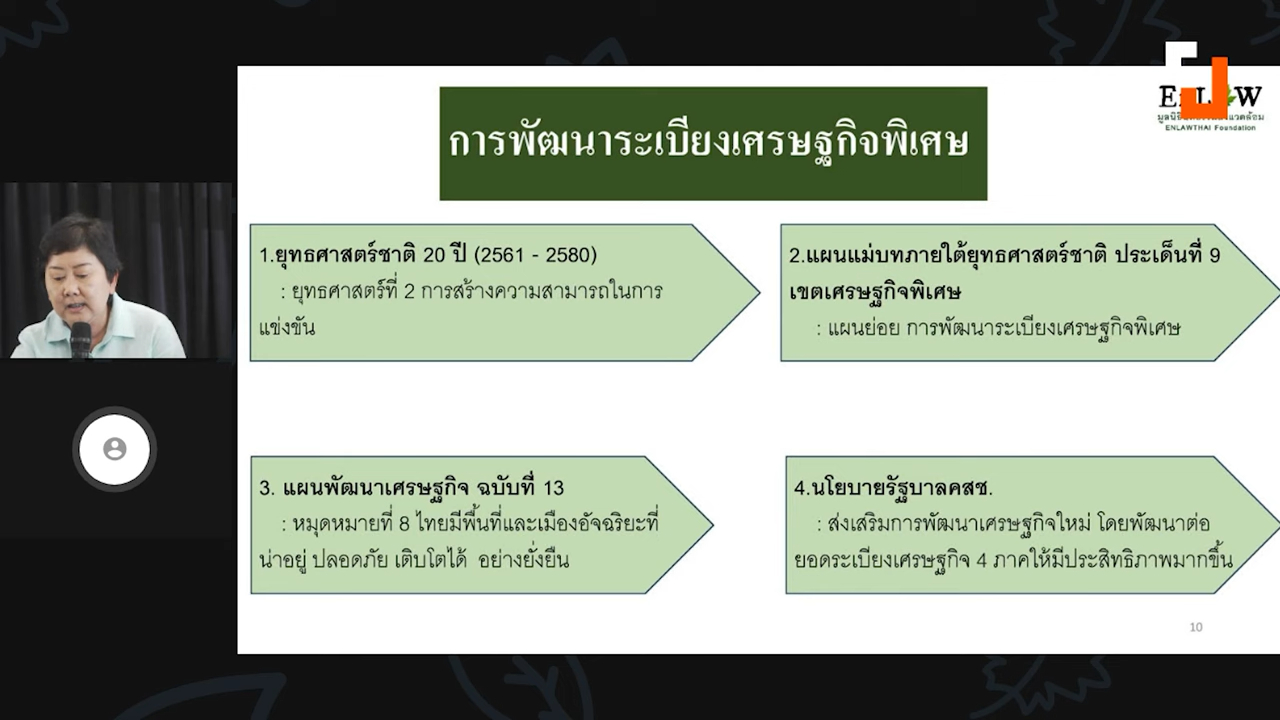 การพัฒนาระเบียงเศรษฐกิจพิเศษ
ENLAWTHAI Foundation
1.ยุทธศาสตร์ชาติ 20 ปี (2561 - 2580)
: ยุทธศาสตร์ที่ 2 การสร้างความสามารถในการ
แข่งขัน
2.แผนแม่บทภายใต้ยุทธศาสตร์ชาติ ประเด็นที่ 9
เขตเศรษฐกิจพิเศษ
: แผนย่อย การพัฒนาระเบียงเศรษฐกิจพิเศษ
3. แผนพัฒนาเศรษฐกิจ ฉบับที่ 13
: หมุดหมายที่ 8 ไทยมีพื้นที่และเมืองอัจฉริยะที่
น่าอยู่ ปลอดภัย เติบโตได้ อย่างยั่งยืน
4.นโยบายรัฐบาลคสช.
: ส่งเสริมการพัฒนาเศรษฐกิจใหม่ โดยพัฒนาต่อ
ยอดระเบียงเศรษฐกิจ 4 ภาคให้มีประสิทธิภาพมากขึ้น
10